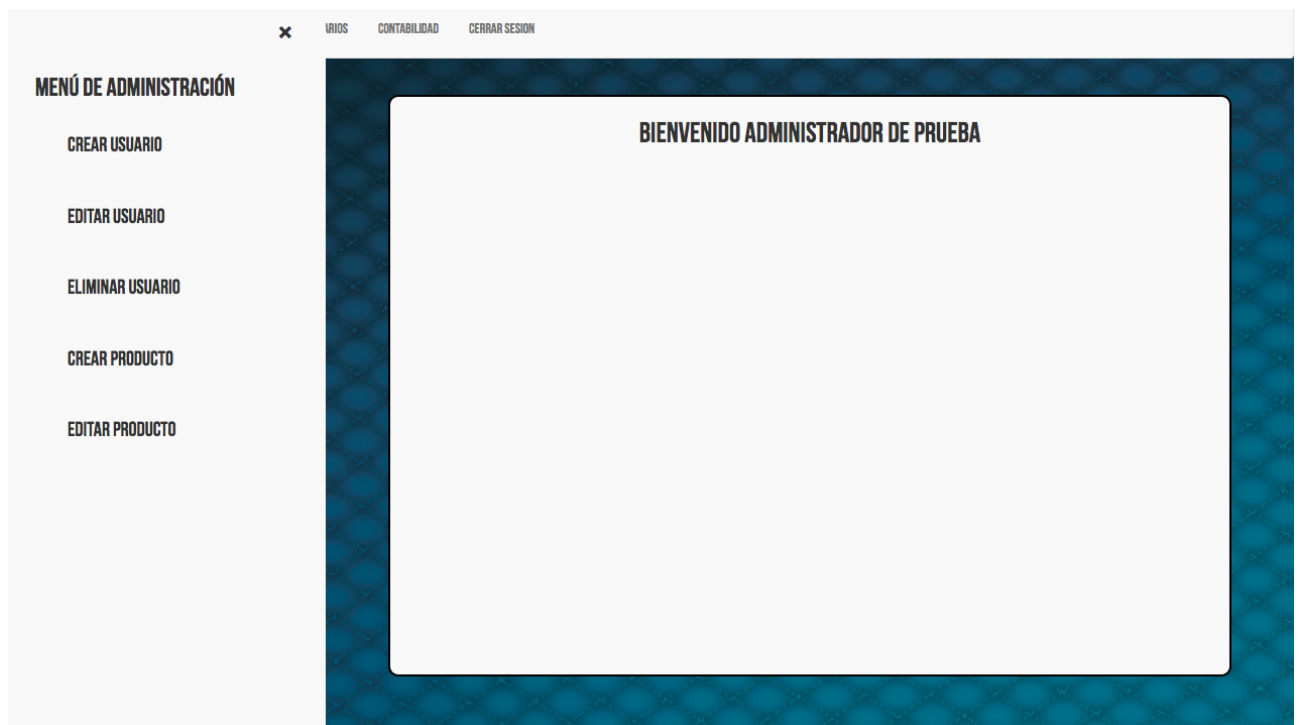 ARIOS CONTABILIDAD CERRAR SESION
MENÚ DE ADMINISTRACIÓN
CREAR USUARIO
EDITAR USUARIO
ELIMINAR USUARIO
CREAR PRODUCTO
EDITAR PRODUCTO
BIENVENIDO ADMINISTRADOR DE PRUEBA